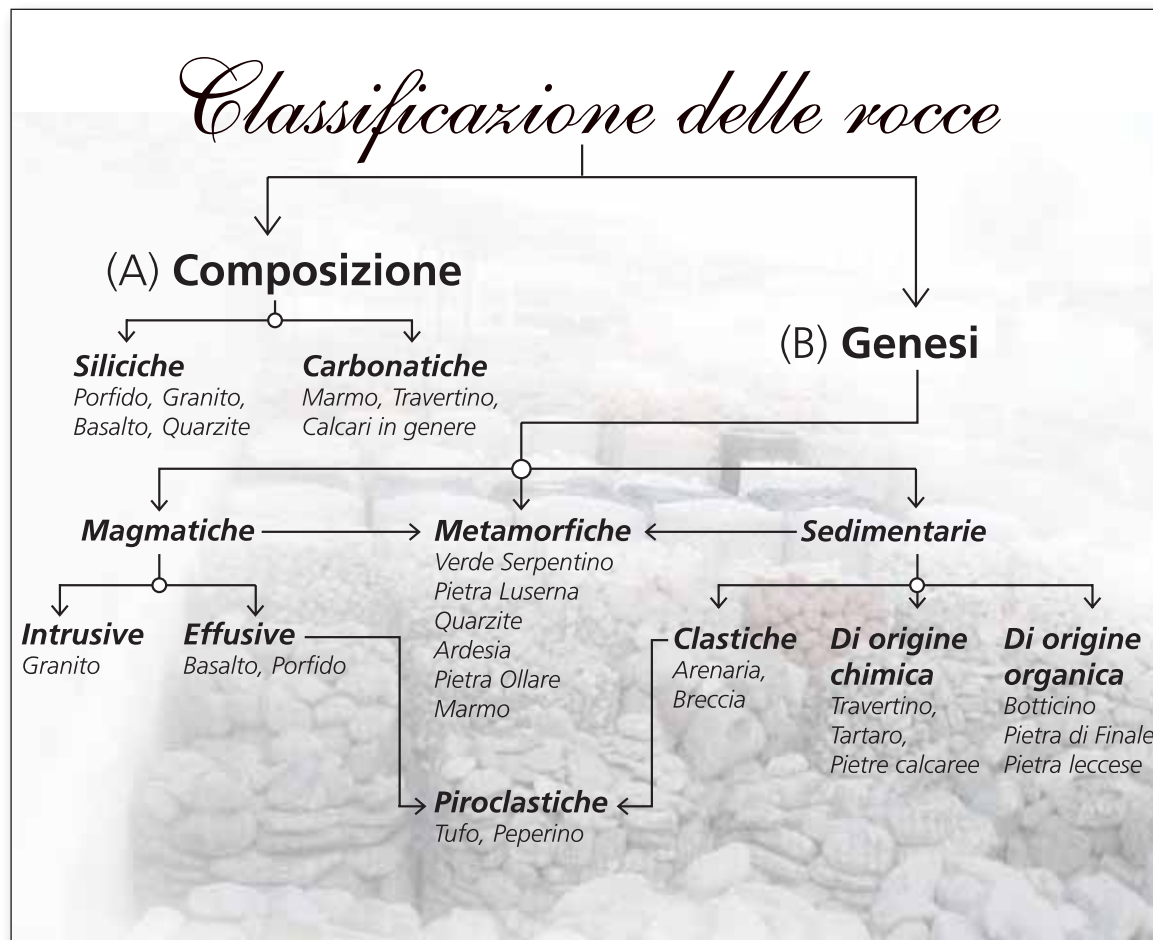 Classificazione delle rocce
(A) Composizione
Siliciche
Porfido, Granito,
Basalto, Quarzite
Carbonatiche
Marmo, Travertino,
Calcari in genere
(B) Genesi
Magmatiche
Metamorfiche
Verde Serpentino
Pietra Luserna
Quarzite
Ardesia
Pietra Ollare
Marmo
Sedimentarie
Intrusive
Granito
Effusive
Basalto, Porfido
Clastiche
Arenaria,
Breccia
Di origine
chimica
Travertino,
Tartaro,
Pietre calcaree
Di origine
organica
Botticino
Pietra di Finale
Pietra leccese
Piroclastiche
Tufo, Peperino